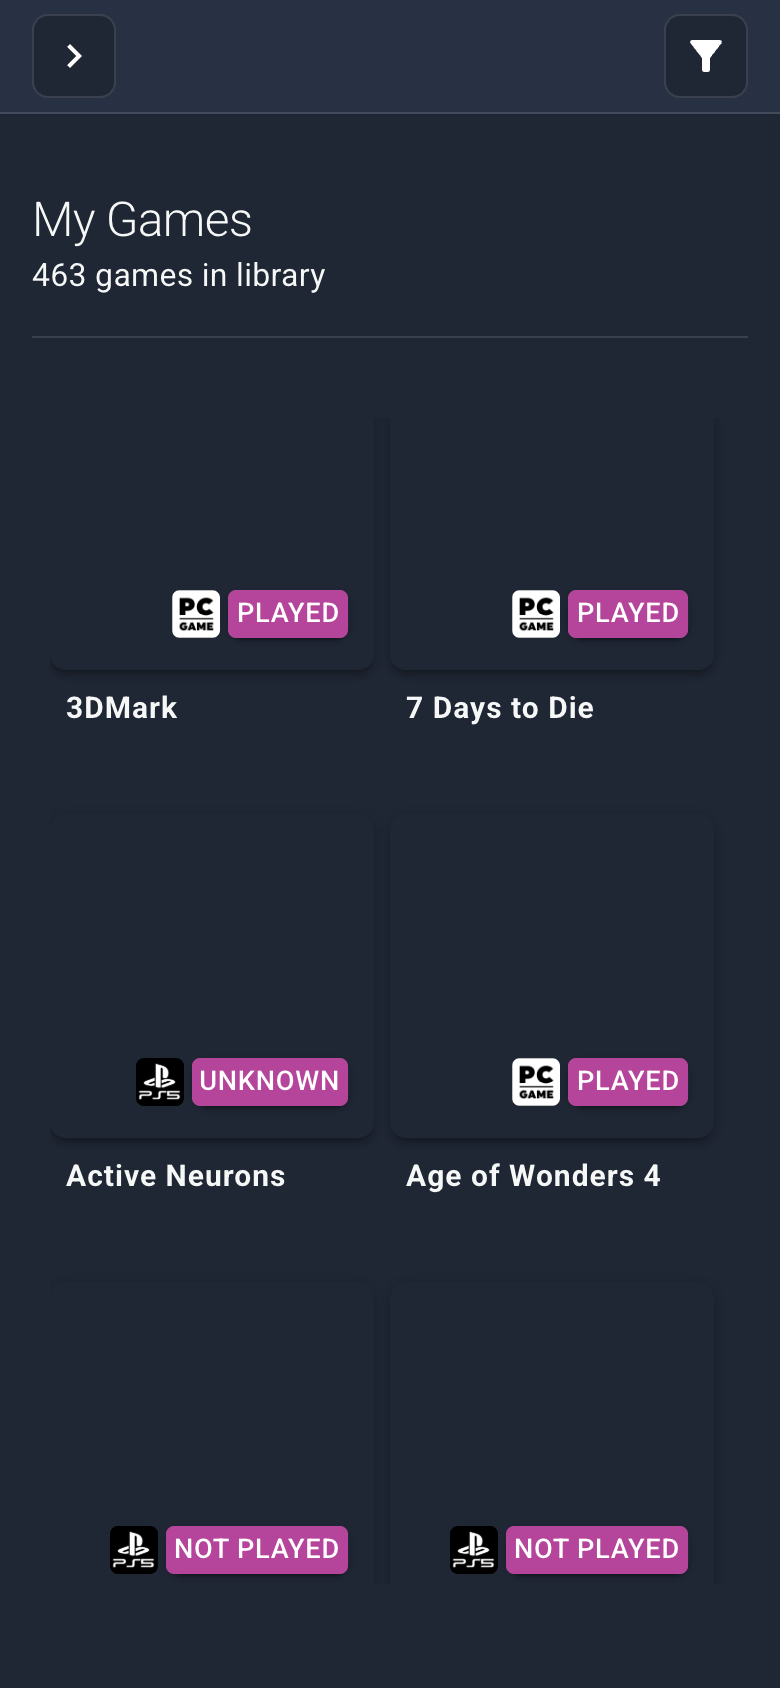 My Games
463 games in library
PC GAME PLAYED
PC GAME PLAYED
3DMark
7 Days to Die
PS5 UNKNOWN
PC GAME PLAYED
Active Neurons
Age of Wonders 4
PS5 NOT PLAYED
PS5 NOT PLAYED